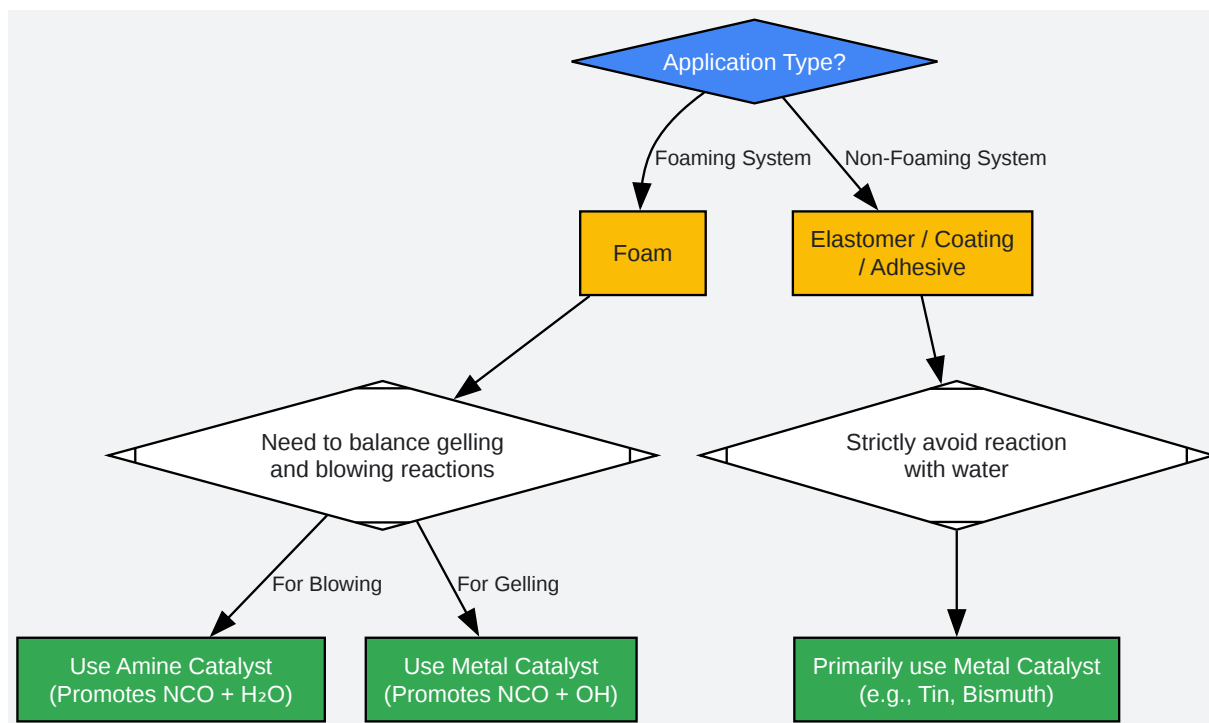 Application Type?
Foaming System
Non-Foaming System
Foam
Elastomer / Coating
/ Adhesive
Need to balance gelling
and blowing reactions
Strictly avoid reaction
with water
For Blowing
For Gelling
Use Amine Catalyst
(Promotes NCO + H₂O)
Use Metal Catalyst
(Promotes NCO + OH)
Primarily use Metal Catalyst
(e.g., Tin, Bismuth)